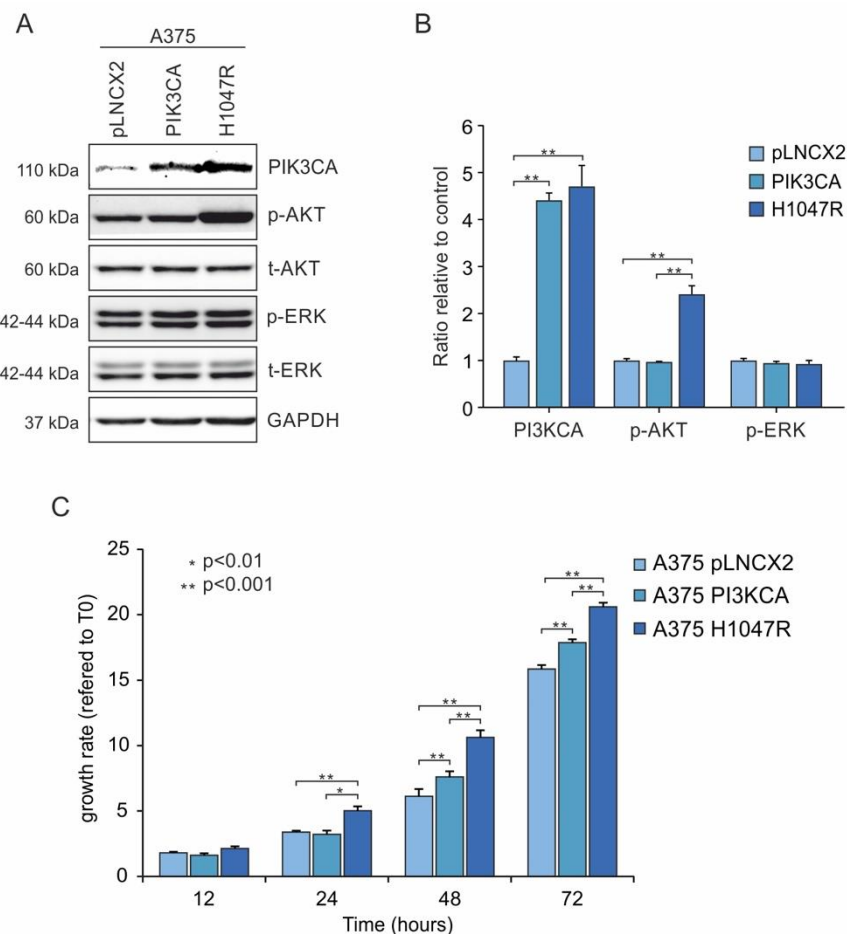 A
A375
pLNCX2
PIK3CA
H1047R
110 kDa
PIK3CA
60 kDa
p-AKT
60 kDa
t-AKT
42-44 kDa
p-ERK
42-44 kDa
t-ERK
37 kDa
GAPDH
B
Ratio relative to control
6
5
4
3
2
1
0
** **
** **
PI3KCA p-AKT p-ERK
pLNCX2
PIK3CA
H1047R
C
growth rate (refered to T0)
25
20
15
10
5
0
* p<0.01
** p<0.001
** *
** ** **
** ** **
12 24 48 72
Time (hours)
A375 pLNCX2
A375 PI3KCA
A375 H1047R